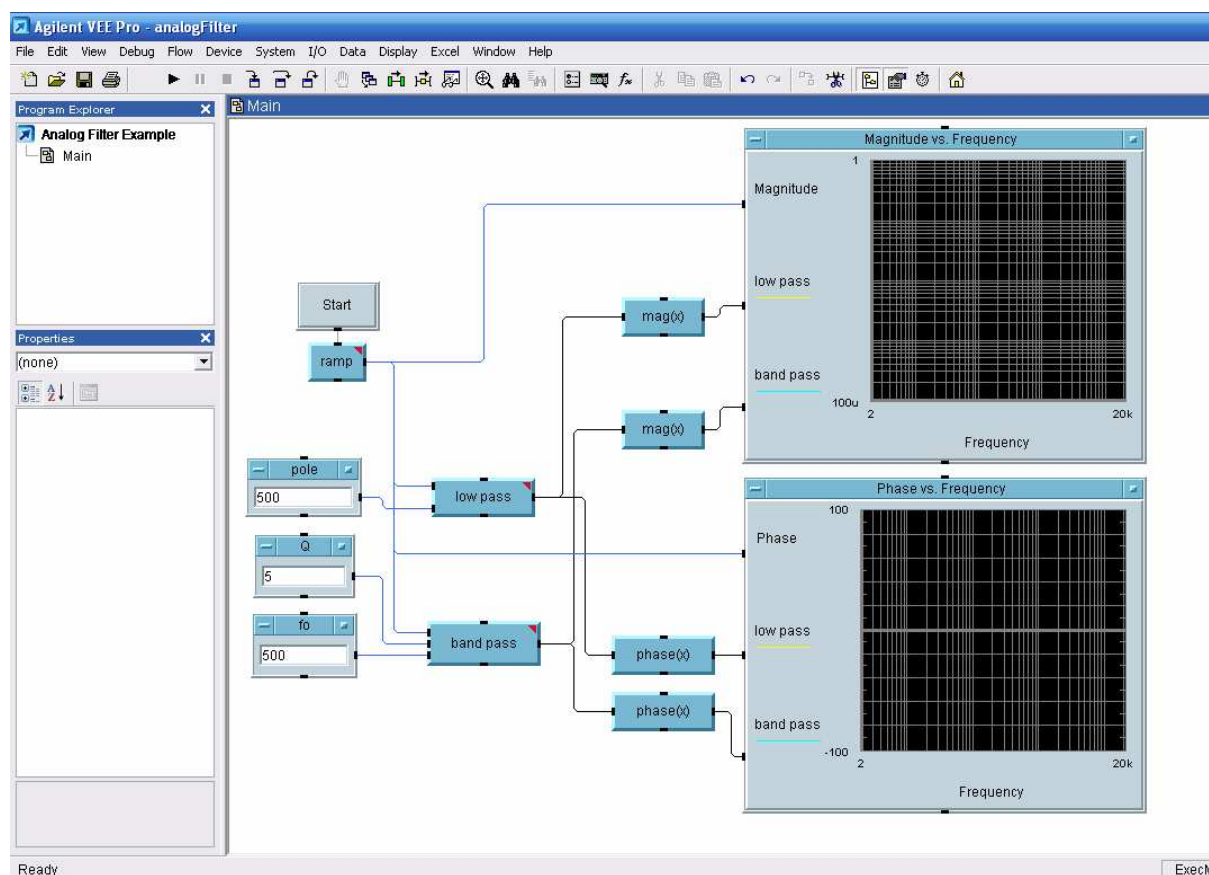 Agilent VEE Pro - analogFilter
File Edit View Debug Flow Device System I/O Data Display Excel Window Help
Program Explorer
Analog Filter Example
Main
Properties
(none)
Main
Start
ramp
pole
500
Q
5
fo
500
low pass
band pass
mag(x)
mag(x)
phase(x)
phase(x)
Magnitude vs. Frequency
1
Magnitude
low pass
band pass
100u
2
20k
Frequency
Phase vs. Frequency
100
Phase
low pass
band pass
-100
2
20k
Frequency
Ready
ExecM